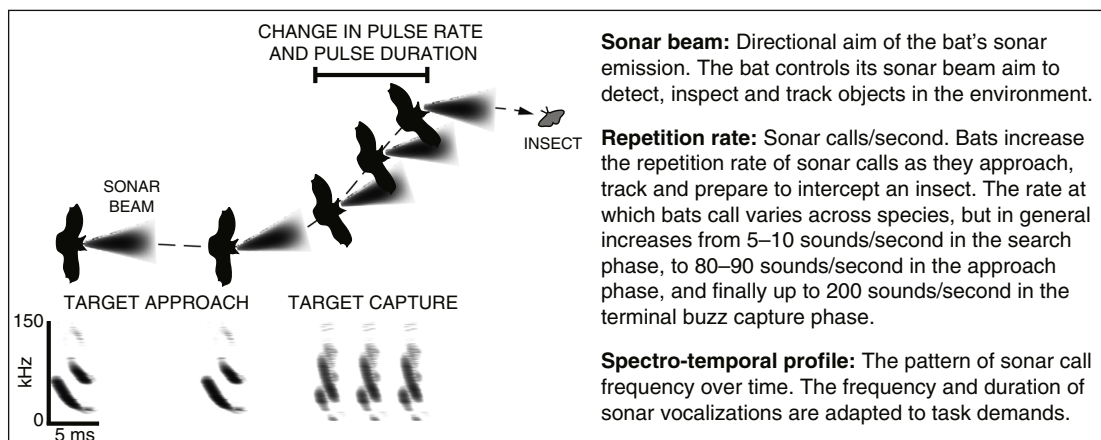 CHANGE IN PULSE RATE
AND PULSE DURATION
INSECT
SONAR
BEAM
TARGET APPROACH
TARGET CAPTURE
150
kHz
0
5 ms
Sonar beam: Directional aim of the bat's sonar
emission. The bat controls its sonar beam aim to
detect, inspect and track objects in the environment.
Repetition rate: Sonar calls/second. Bats increase
the repetition rate of sonar calls as they approach,
track and prepare to intercept an insect. The rate at
which bats call varies across species, but in general
increases from 5–10 sounds/second in the search
phase, to 80–90 sounds/second in the approach
phase, and finally up to 200 sounds/second in the
terminal buzz capture phase.
Spectro-temporal profile: The pattern of sonar call
frequency over time. The frequency and duration of
sonar vocalizations are adapted to task demands.